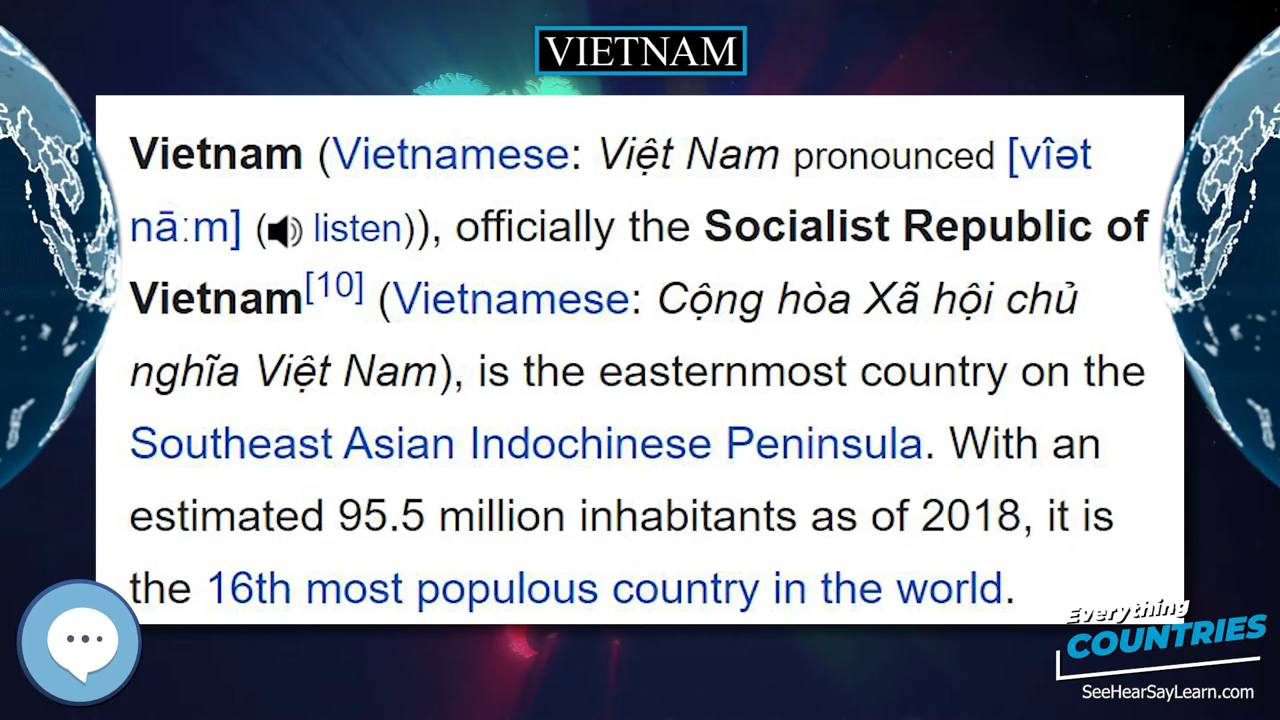 VIETNAM
Vietnam (Vietnamese: Việt Nam pronounced [vîət
nāːm] (listen)), officially the Socialist Republic of
Vietnam[10] (Vietnamese: Cộng hòa Xã hội chủ
nghĩa Việt Nam), is the easternmost country on the
Southeast Asian Indochinese Peninsula. With an
estimated 95.5 million inhabitants as of 2018, it is
the 16th most populous country in the world.
Everything
COUNTRIES
SeeHearSayLearn.com